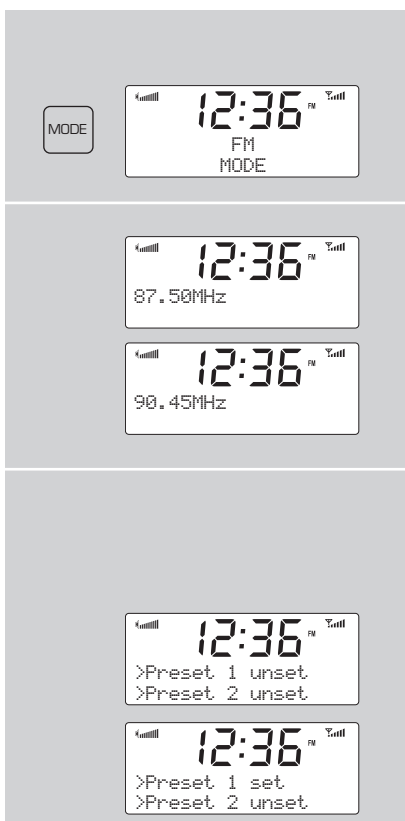 MODE
12:36 FM
FM
MODE
12:36 FM
87.50MHz
12:36 FM
90.45MHz
12:36 FM
>Preset 1 unset
>Preset 2 unset
12:36 FM
>Preset 1 set
>Preset 2 unset